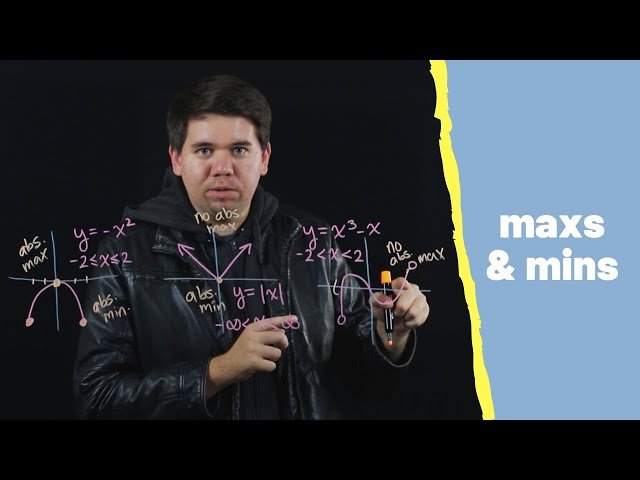 abs.
max
y = -x²
-2 ≤ x ≤ 2
abs.
min.
no abs.
max
abs.
min
y = |x|
-∞ < x < ∞
y = x³-x
-2 < x < 2
no
abs.
max
maxs
& mins